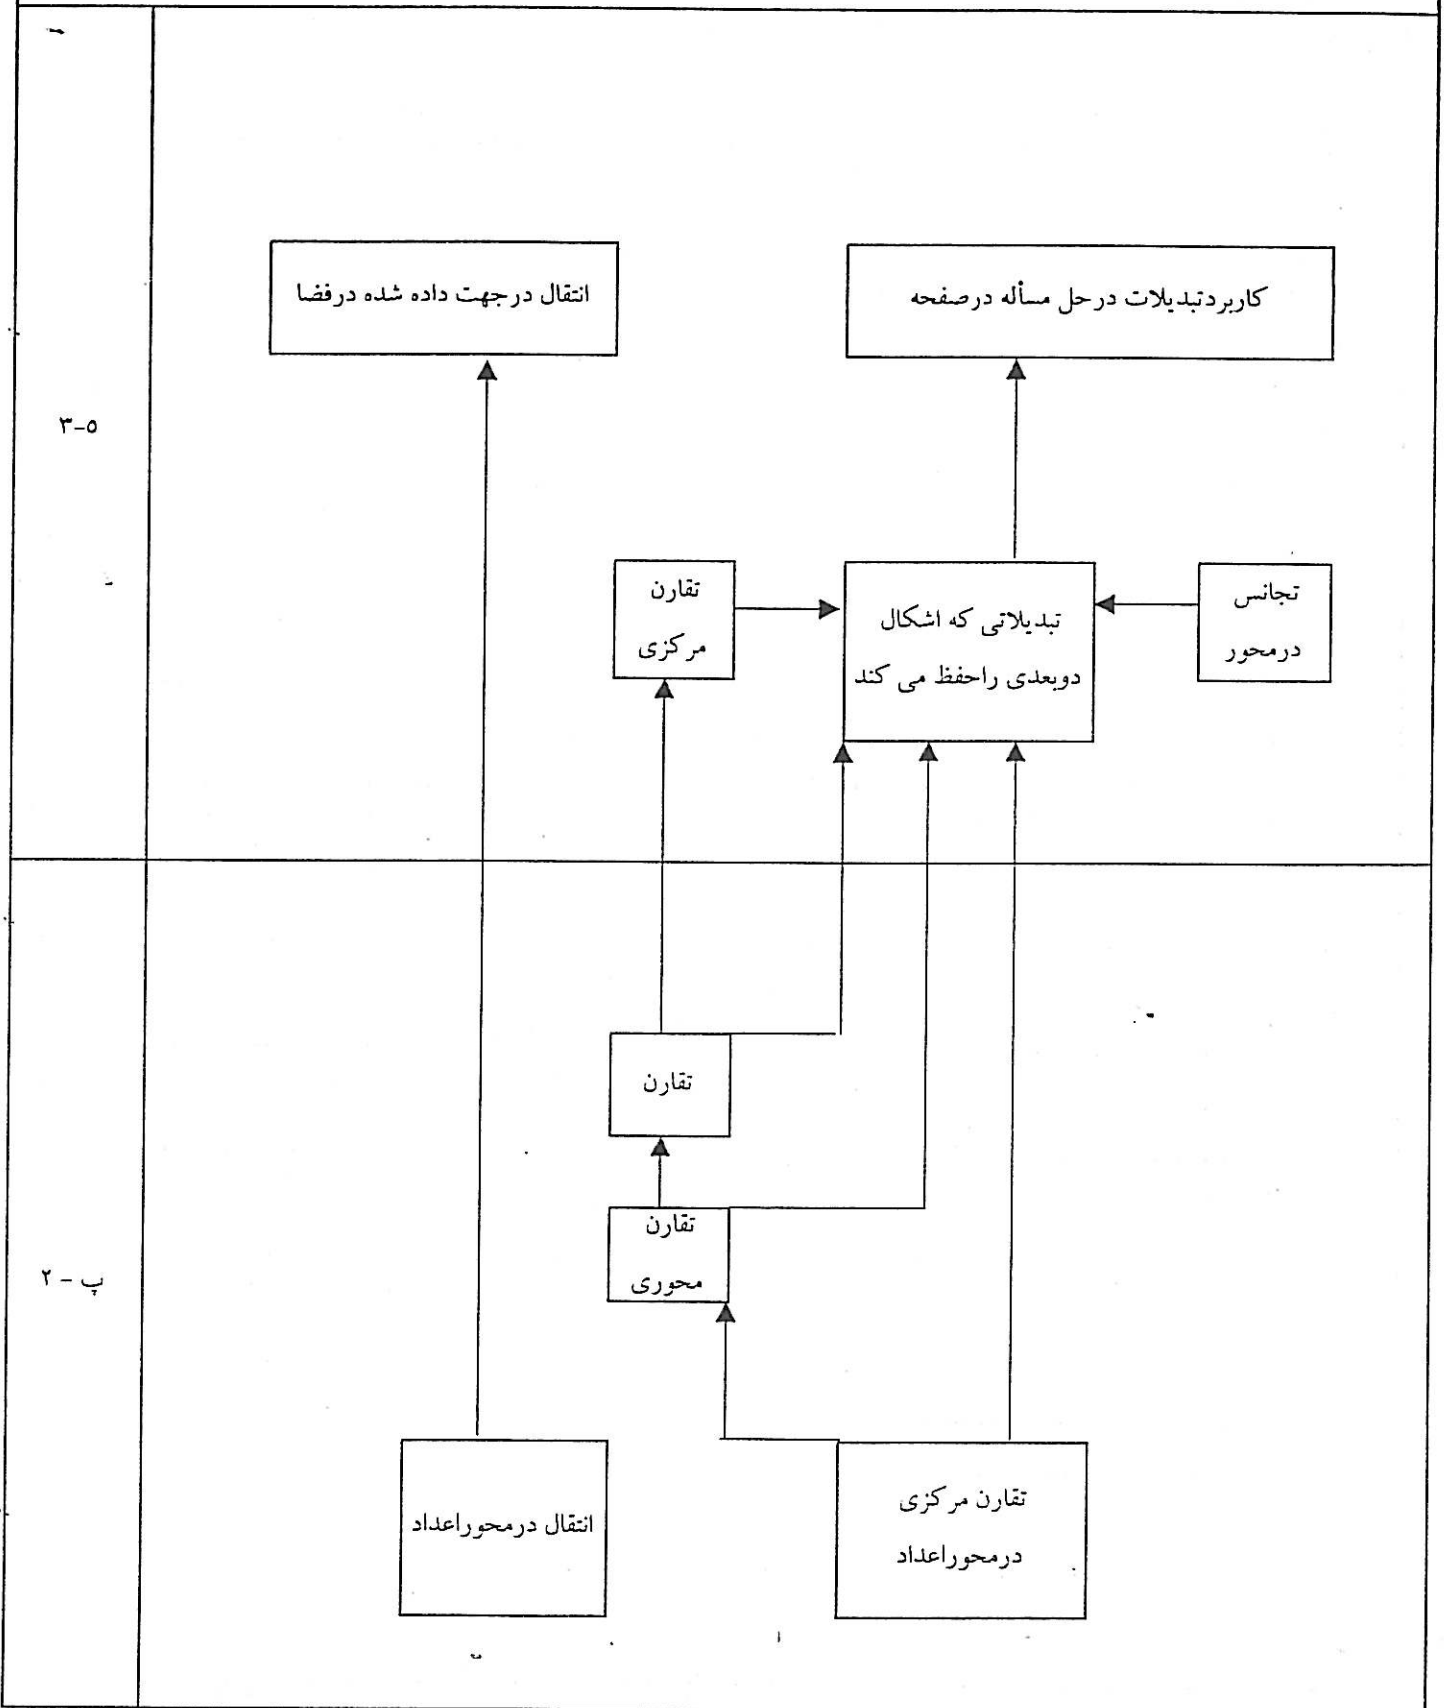 کاربردتبدیلات درحل مسأله درصفحه
انتقال درجهت داده شده درفضا
۳-۵
تجانس
درمحور
تبدیلاتی که اشکال
دوبعدی راحفظ می کند
تقارن
مرکزی
تقارن
تقارن
محوری
پ - ۲
تقارن مرکزی
درمحوراعداد
انتقال درمحوراعداد